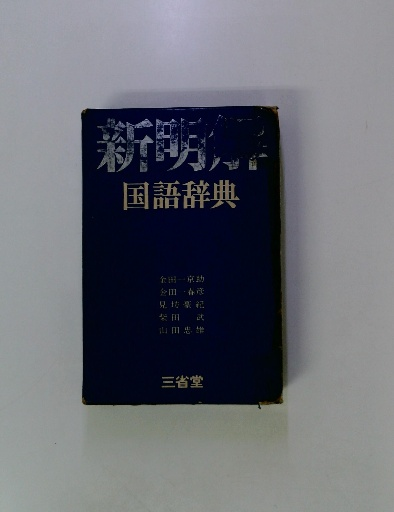 新明解
国語辞典
金田一京助
金田一春彦
見坊豪紀
柴田 武
山田忠雄
三省堂